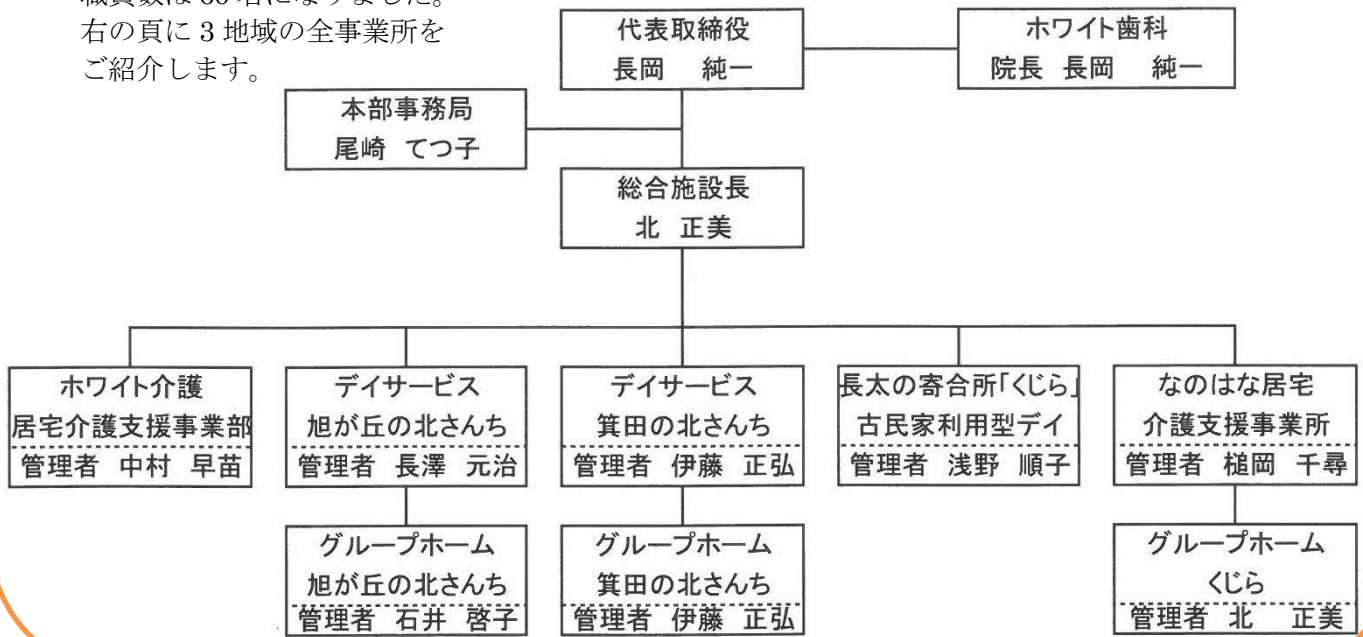 右の頁に 3 地域の全事業所を
ご紹介します。
代表取締役
長岡 純一
ホワイト歯科
院長 長岡 純一
本部事務局
尾崎 てつ子
総合施設長
北 正美
ホワイト介護
居宅介護支援事業部
管理者 中村 早苗
デイサービス
旭が丘の北さんち
管理者 長澤 元治
デイサービス
箕田の北さんち
管理者 伊藤 正弘
長太の寄合所「くじら」
古民家利用型デイ
管理者 浅野 順子
なのはな居宅
介護支援事業所
管理者 槌岡 千尋
グループホーム
旭が丘の北さんち
管理者 石井 啓子
グループホーム
箕田の北さんち
管理者 伊藤 正弘
グループホーム
くじら
管理者 北 正美